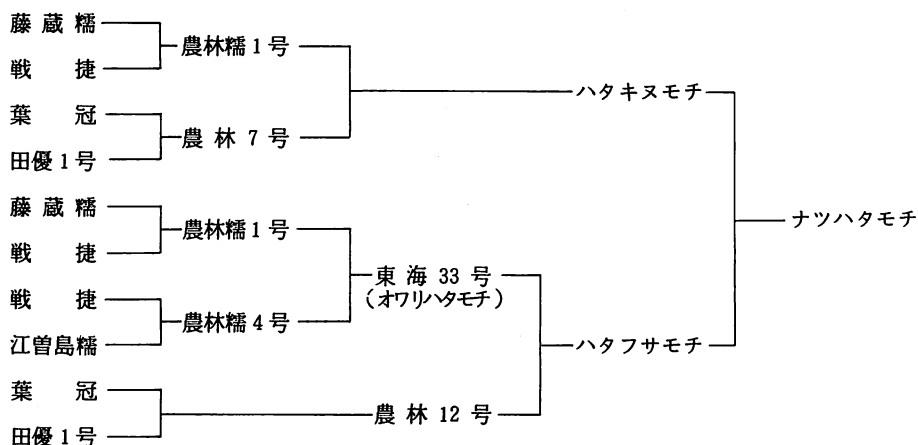 藤蔵糯
農林糯1号
戦捷
ハタキヌモチ
葉冠
農林7号
田優1号
藤蔵糯
ナツハタモチ
農林糯1号
戦捷
東海33号
(オワリハタモチ)
戦捷
農林糯4号
江曽島糯
ハタフサモチ
葉冠
農林12号
田優1号